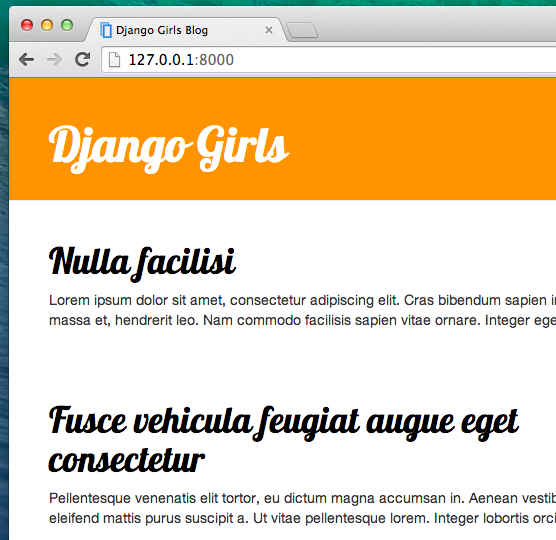 Django Girls Blog
127.0.0.1:8000
Django Girls
Nulla facilisi
Lorem ipsum dolor sit amet, consectetur adipiscing elit. Cras bibendum sapien
massa et, hendrerit leo. Nam commodo facilisis sapien vitae ornare. Integer
Fusce vehicula feugiat augue eget
consectetur
Pellentesque venenatis elit tortor, eu dictum magna accumsan in. Aenean
eleifend mattis purus suscipit a. Ut vitae pellentesque lorem. Integer lobortis